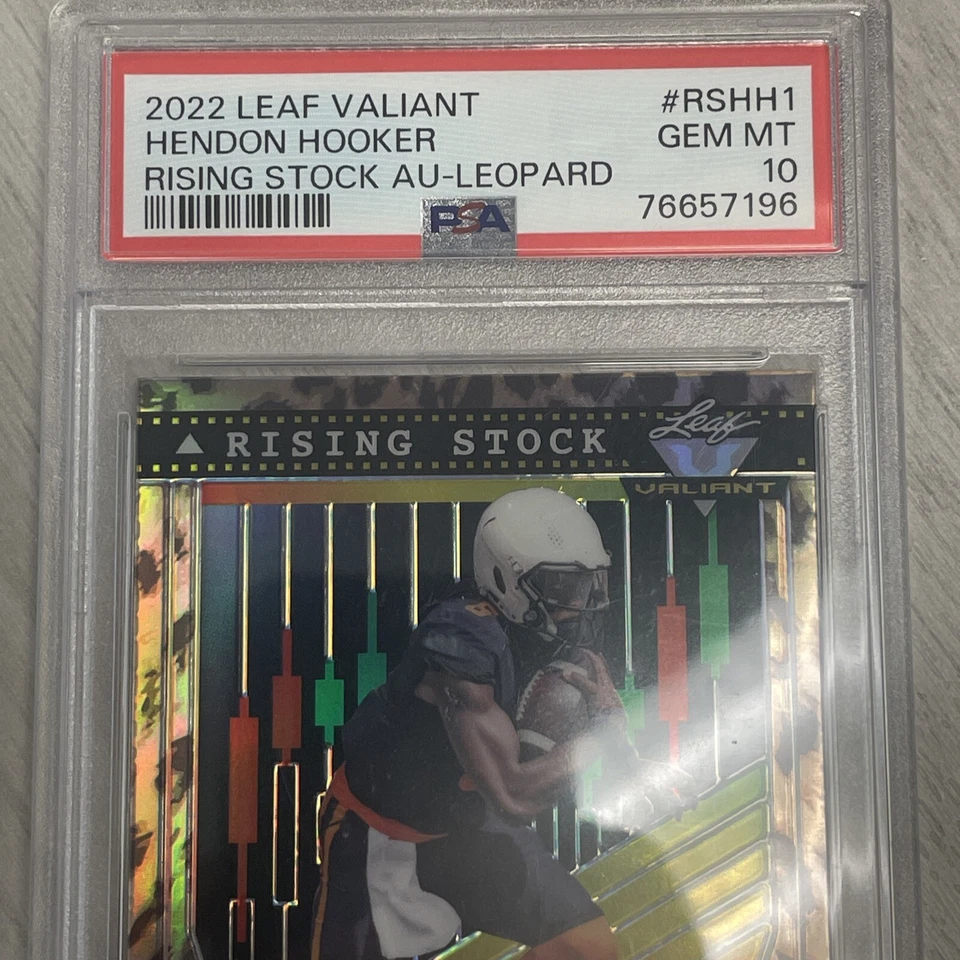 2022 LEAF VALIANT #RSHH1
HENDON HOOKER GEM MT
RISING STOCK AU-LEOPARD 10
PSA 76657196
RISING STOCK Leaf
VALIANT